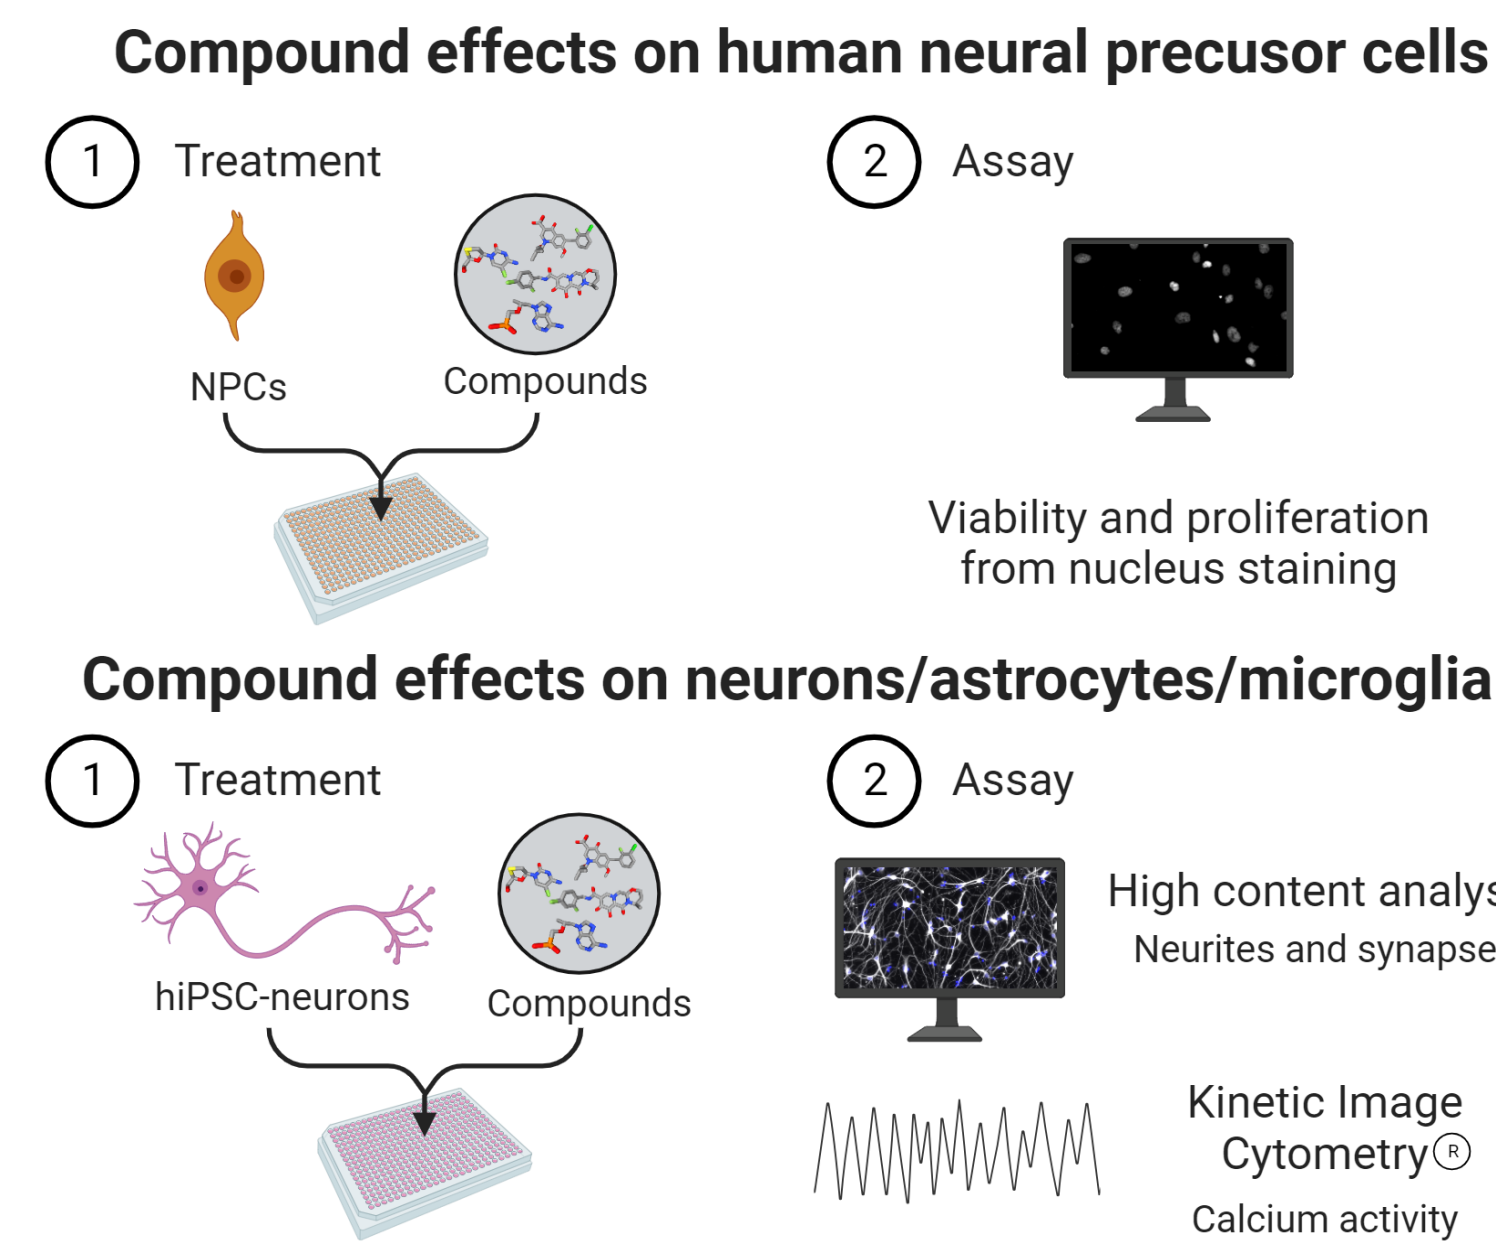 Compound effects on human neural precusor cells
1 Treatment
2 Assay
NPCs
Compounds
Viability and proliferation
from nucleus staining
Compound effects on neurons/astrocytes/microglia
1 Treatment
2 Assay
hiPSC-neurons
Compounds
High content analys
Neurites and synapse
Kinetic Image
Cytometry®
Calcium activity